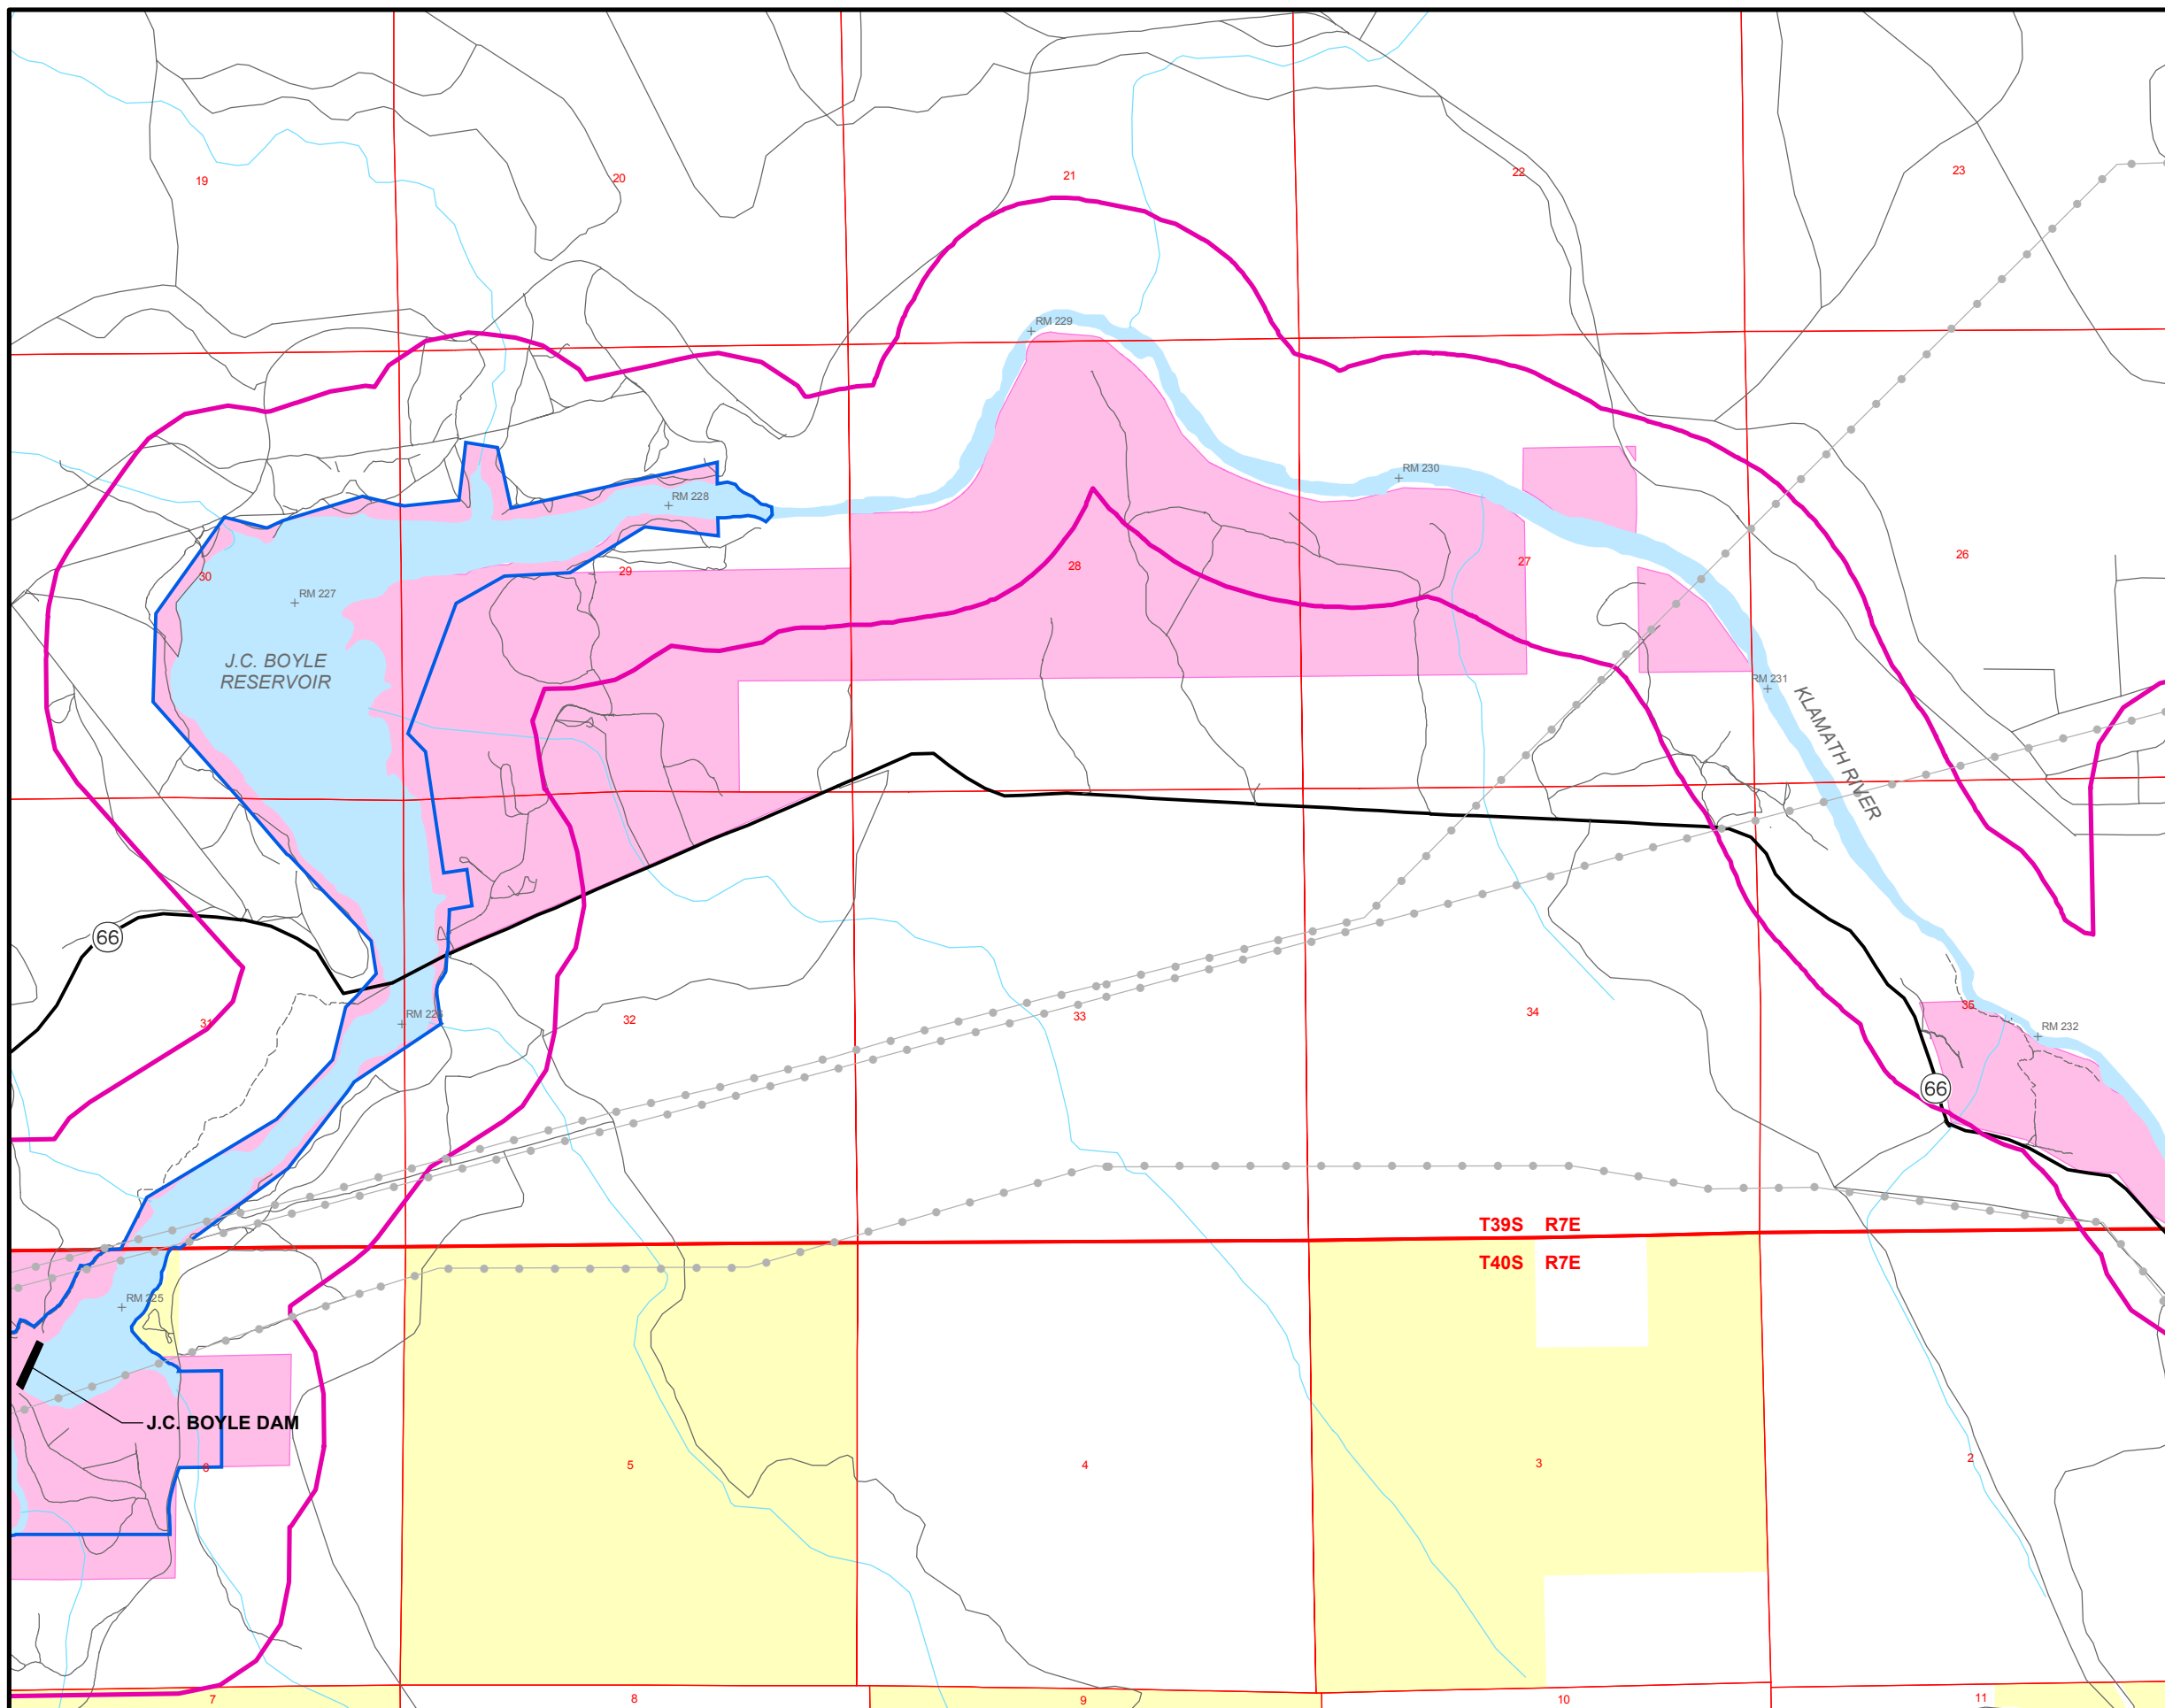 19
20
21
22
23
RM 229
RM 230
RM 228
26
27
28
29
30
RM 227
J.C. BOYLE
RESERVOIR
RM 231
KLAMATH RIVER
66
31
32
33
34
35
RM 226
RM 232
66
T39S R7E
T40S R7E
RM 225
J.C. BOYLE DAM
6
5
4
3
2
7
8
9
10
11